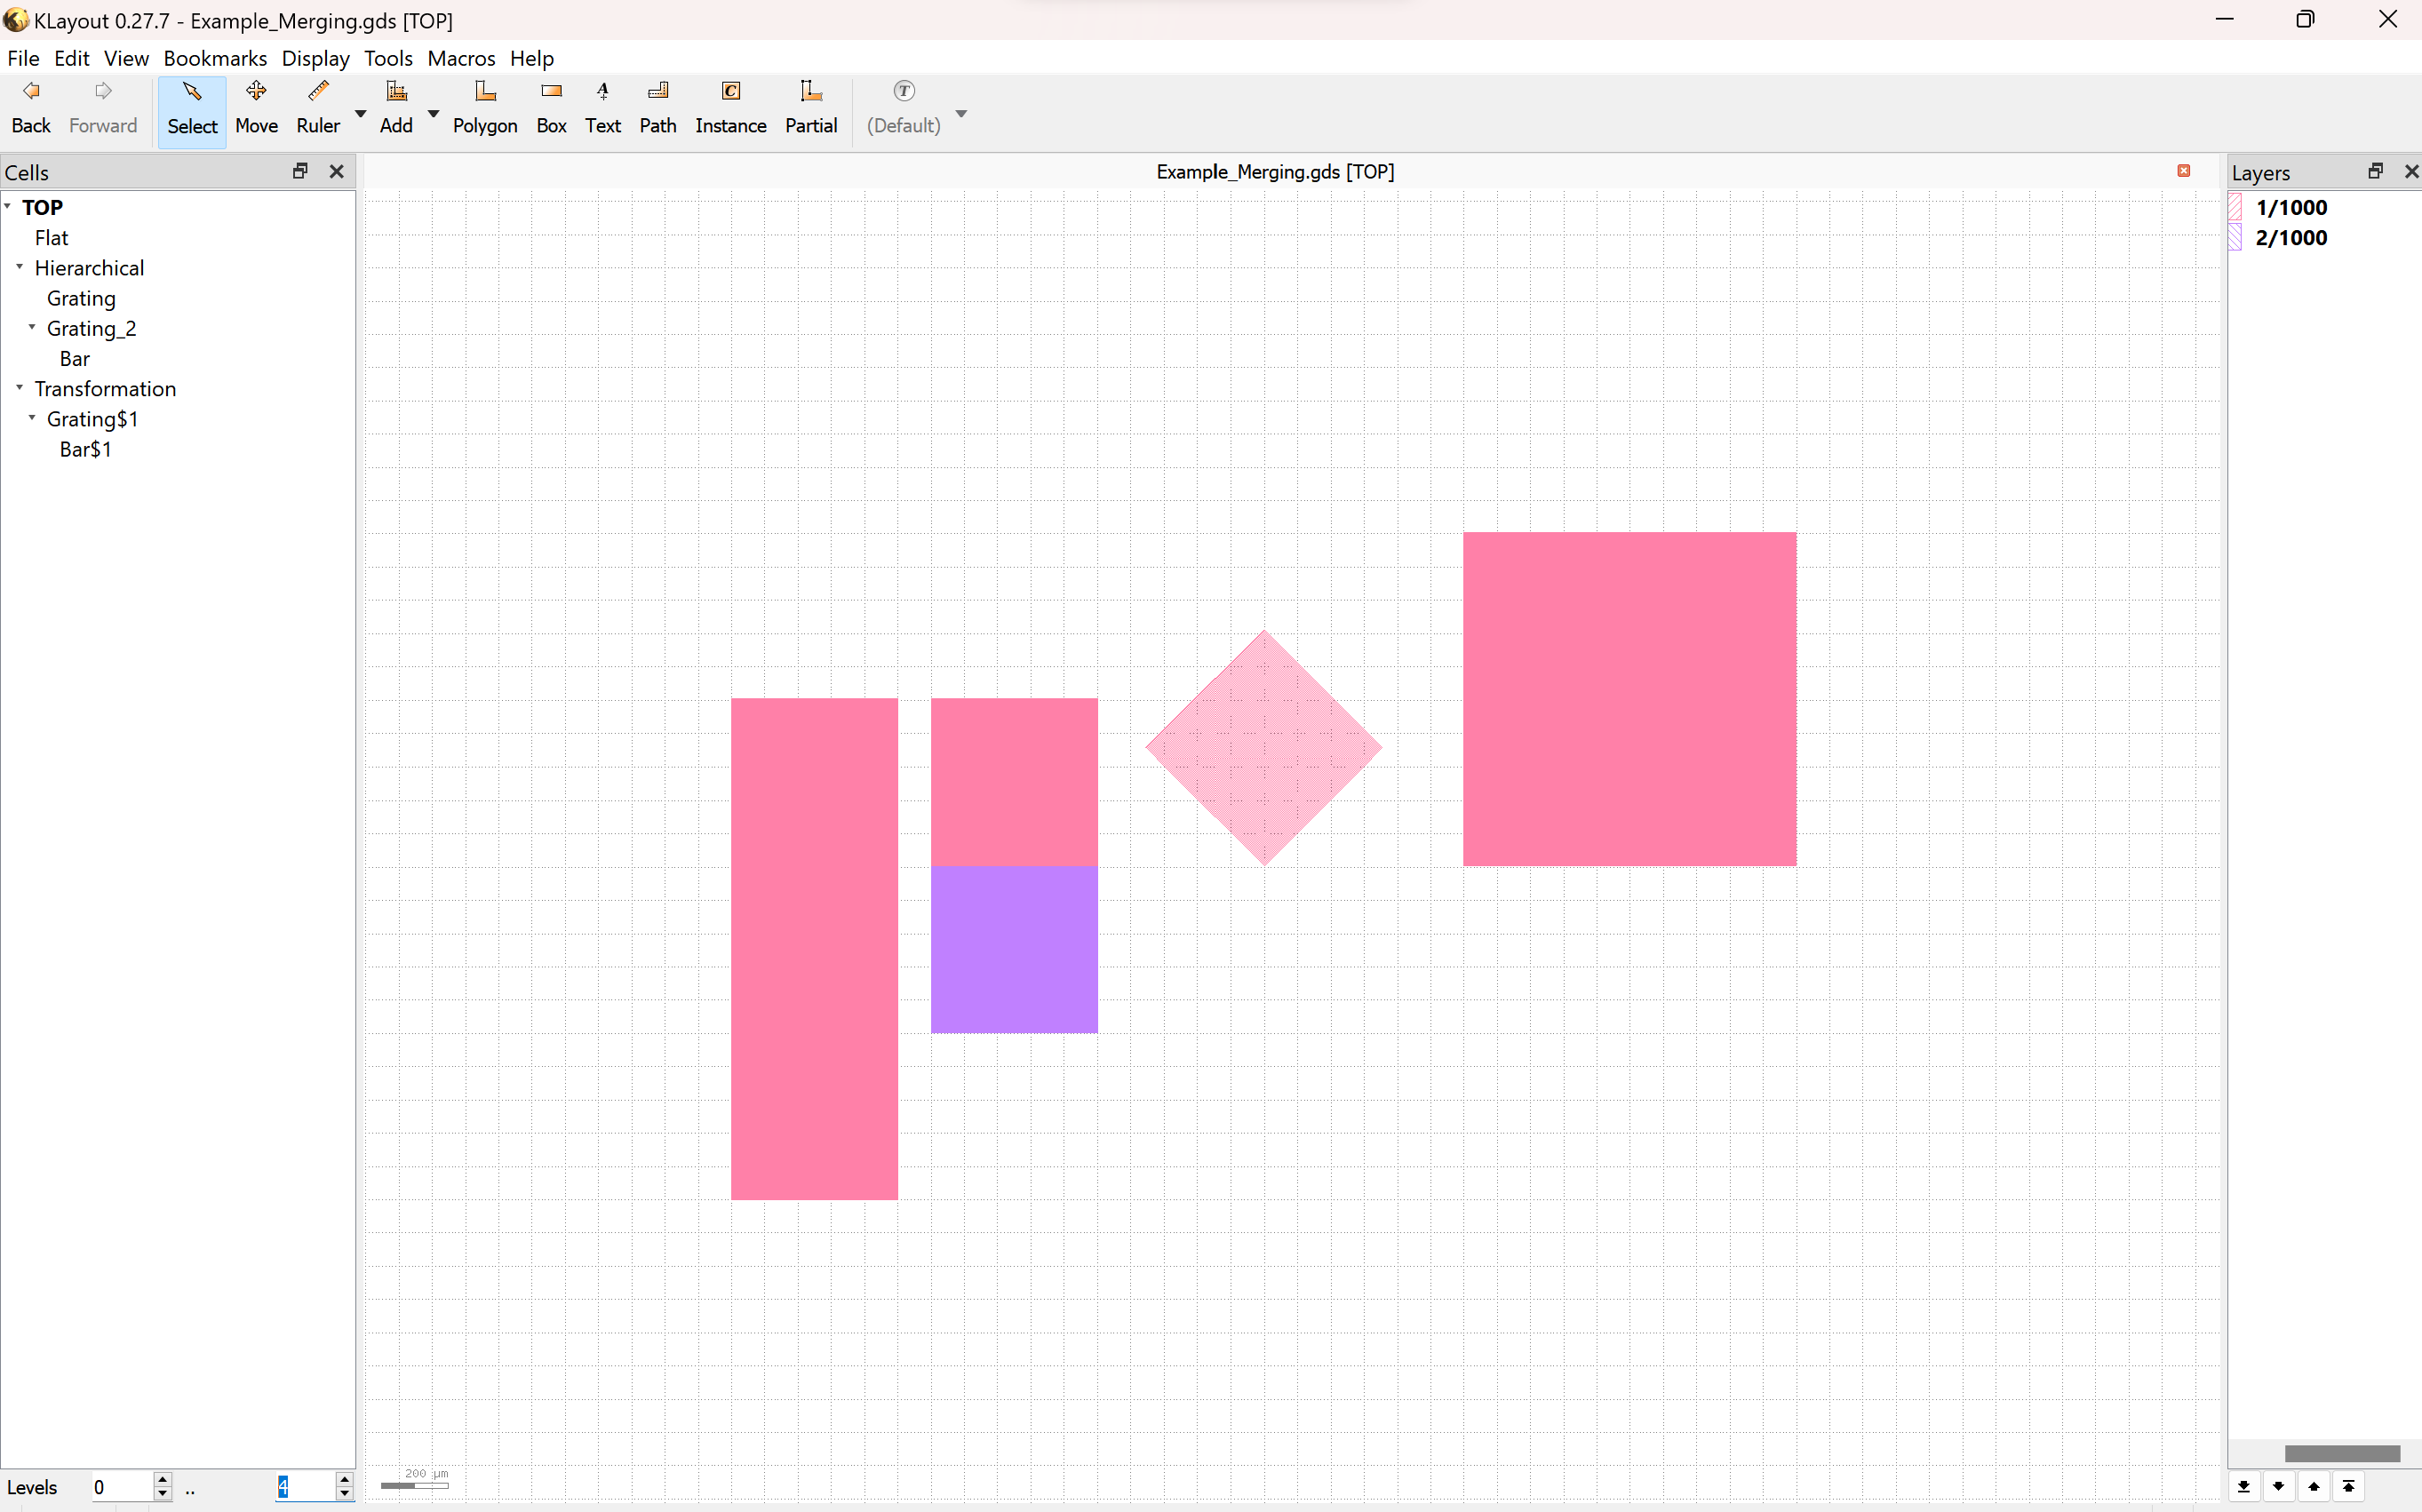 KLayout 0.27.7 - Example_Merging.gds [TOP]
File Edit View Bookmarks Display Tools Macros Help
Back Forward Select Move Ruler Add Polygon Box Text Path Instance Partial (Default)
Cells
Example_Merging.gds [TOP]
Layers
TOP
Flat
Hierarchical
Grating
Grating_2
Bar
Transformation
Grating$1
Bar$1
1/1000
2/1000
200 µm
Levels 0 .. 4